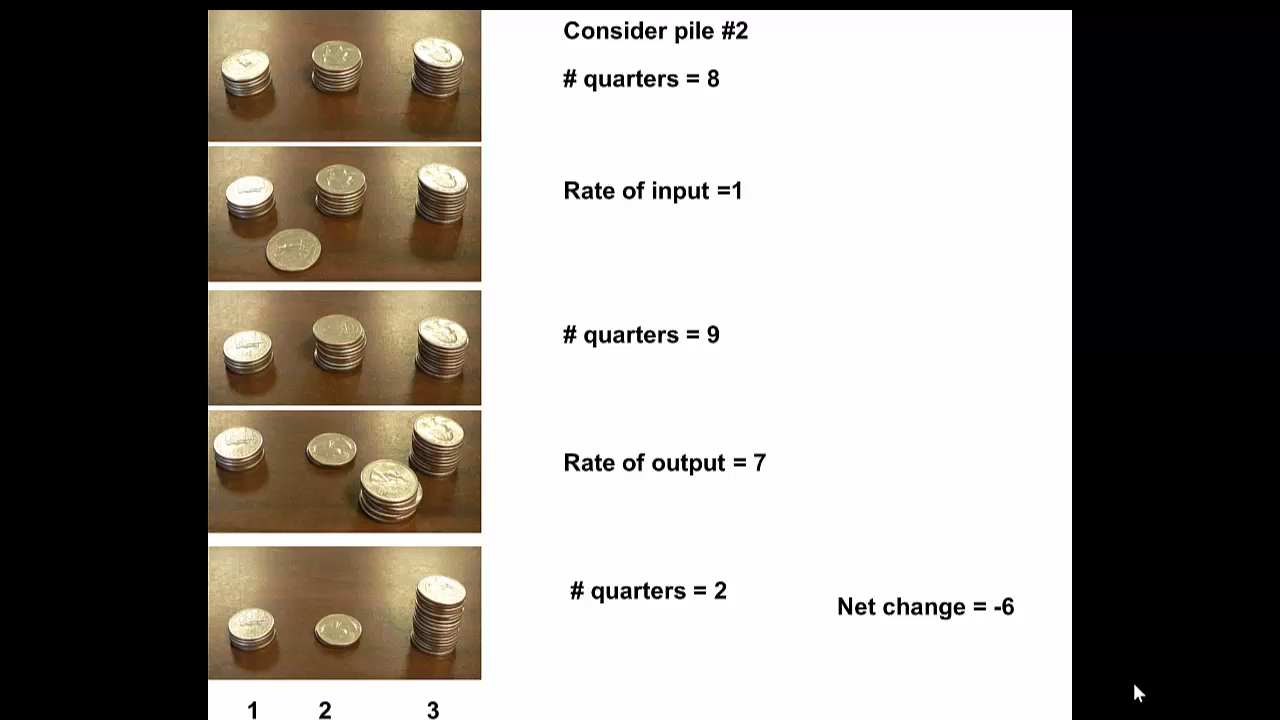 Consider pile #2
# quarters = 8
Rate of input =1
# quarters = 9
Rate of output = 7
# quarters = 2
Net change = -6
1 2 3